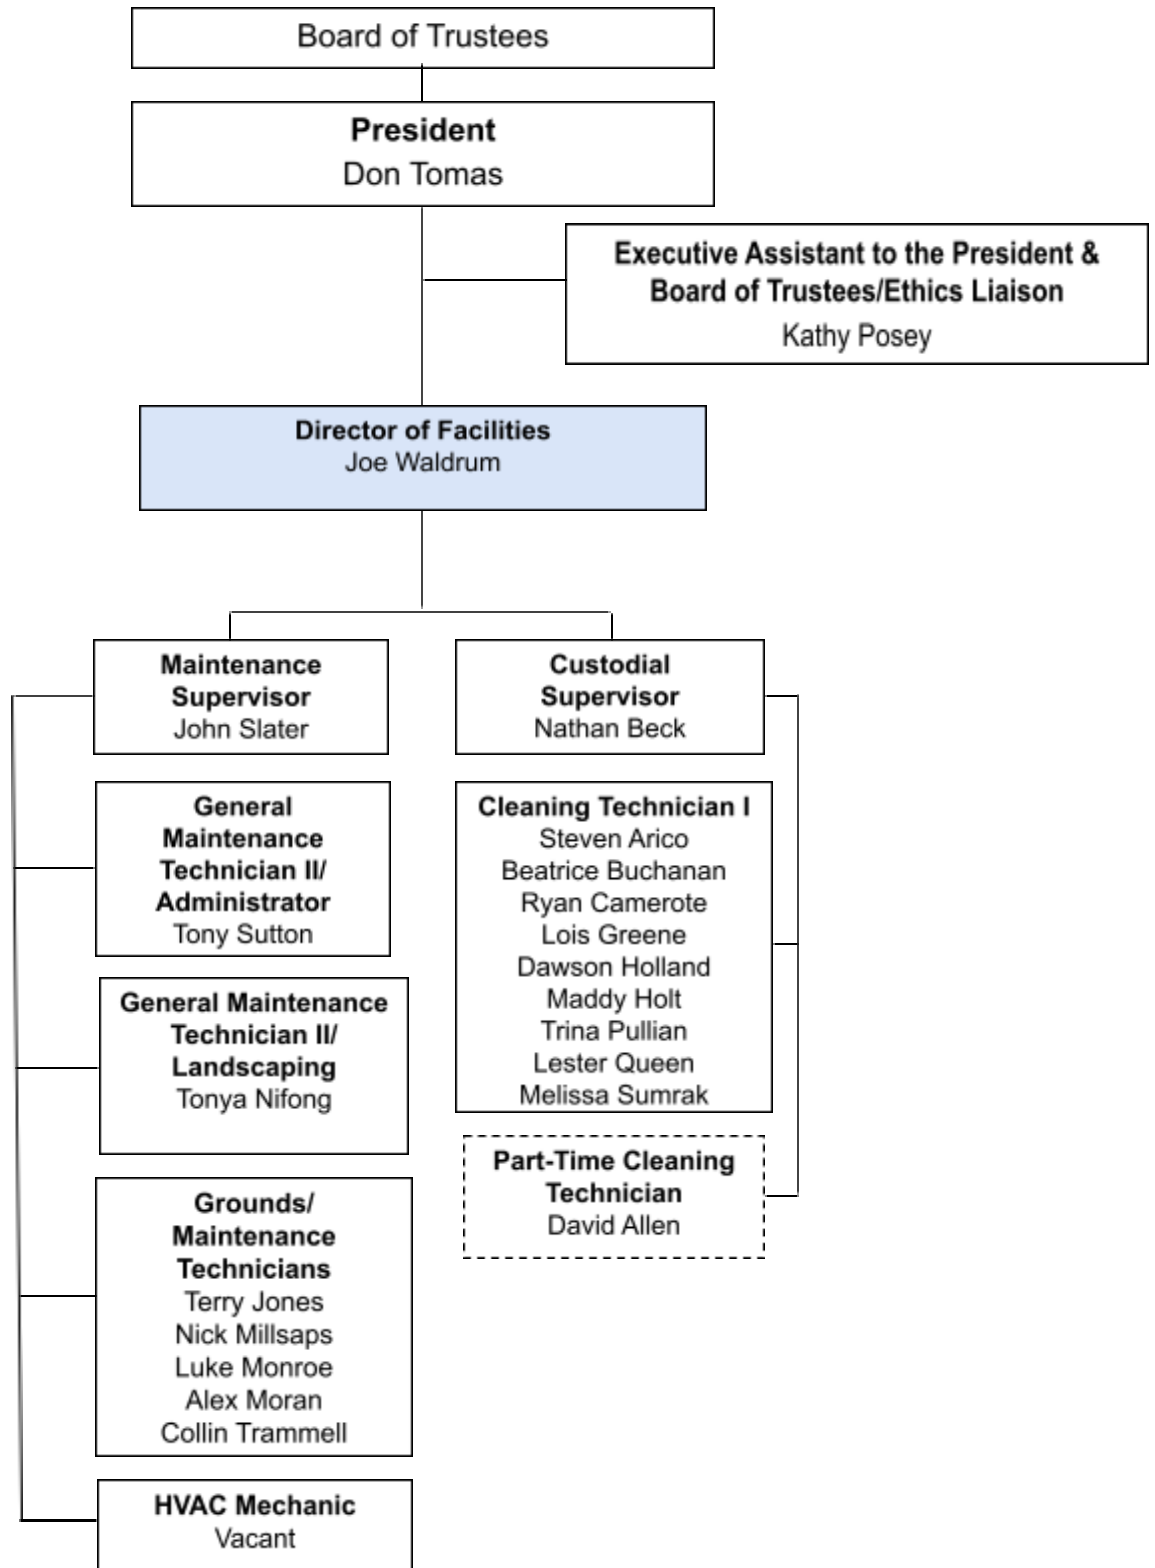 Board of Trustees
President
Don Tomas
Executive Assistant to the President &
Board of Trustees/Ethics Liaison
Kathy Posey
Director of Facilities
Joe Waldrum
Maintenance
Supervisor
John Slater
Custodial
Supervisor
Nathan Beck
General
Maintenance
Technician II/
Administrator
Tony Sutton
Cleaning Technician I
Steven Arico
Beatrice Buchanan
Ryan Camerote
Lois Greene
Dawson Holland
Maddy Holt
Trina Pullian
Lester Queen
Melissa Sumrak
General Maintenance
Technician II/
Landscaping
Tonya Nifong
Part-Time Cleaning
Technician
David Allen
Grounds/
Maintenance
Technicians
Terry Jones
Nick Millsaps
Luke Monroe
Alex Moran
Collin Trammell
HVAC Mechanic
Vacant